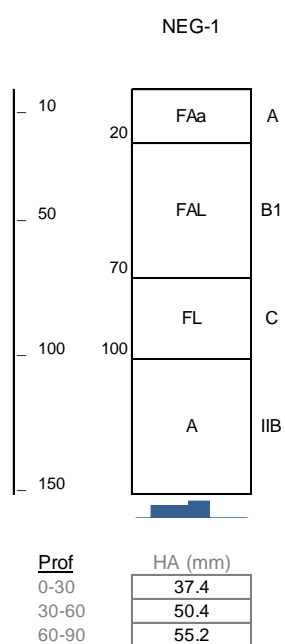 NEG-1
10
FAa A
20
50 FAL B1
70
FL C
100 100
A IIB
150
Prof HA (mm)
0-30 37.4
30-60 50.4
60-90 55.2